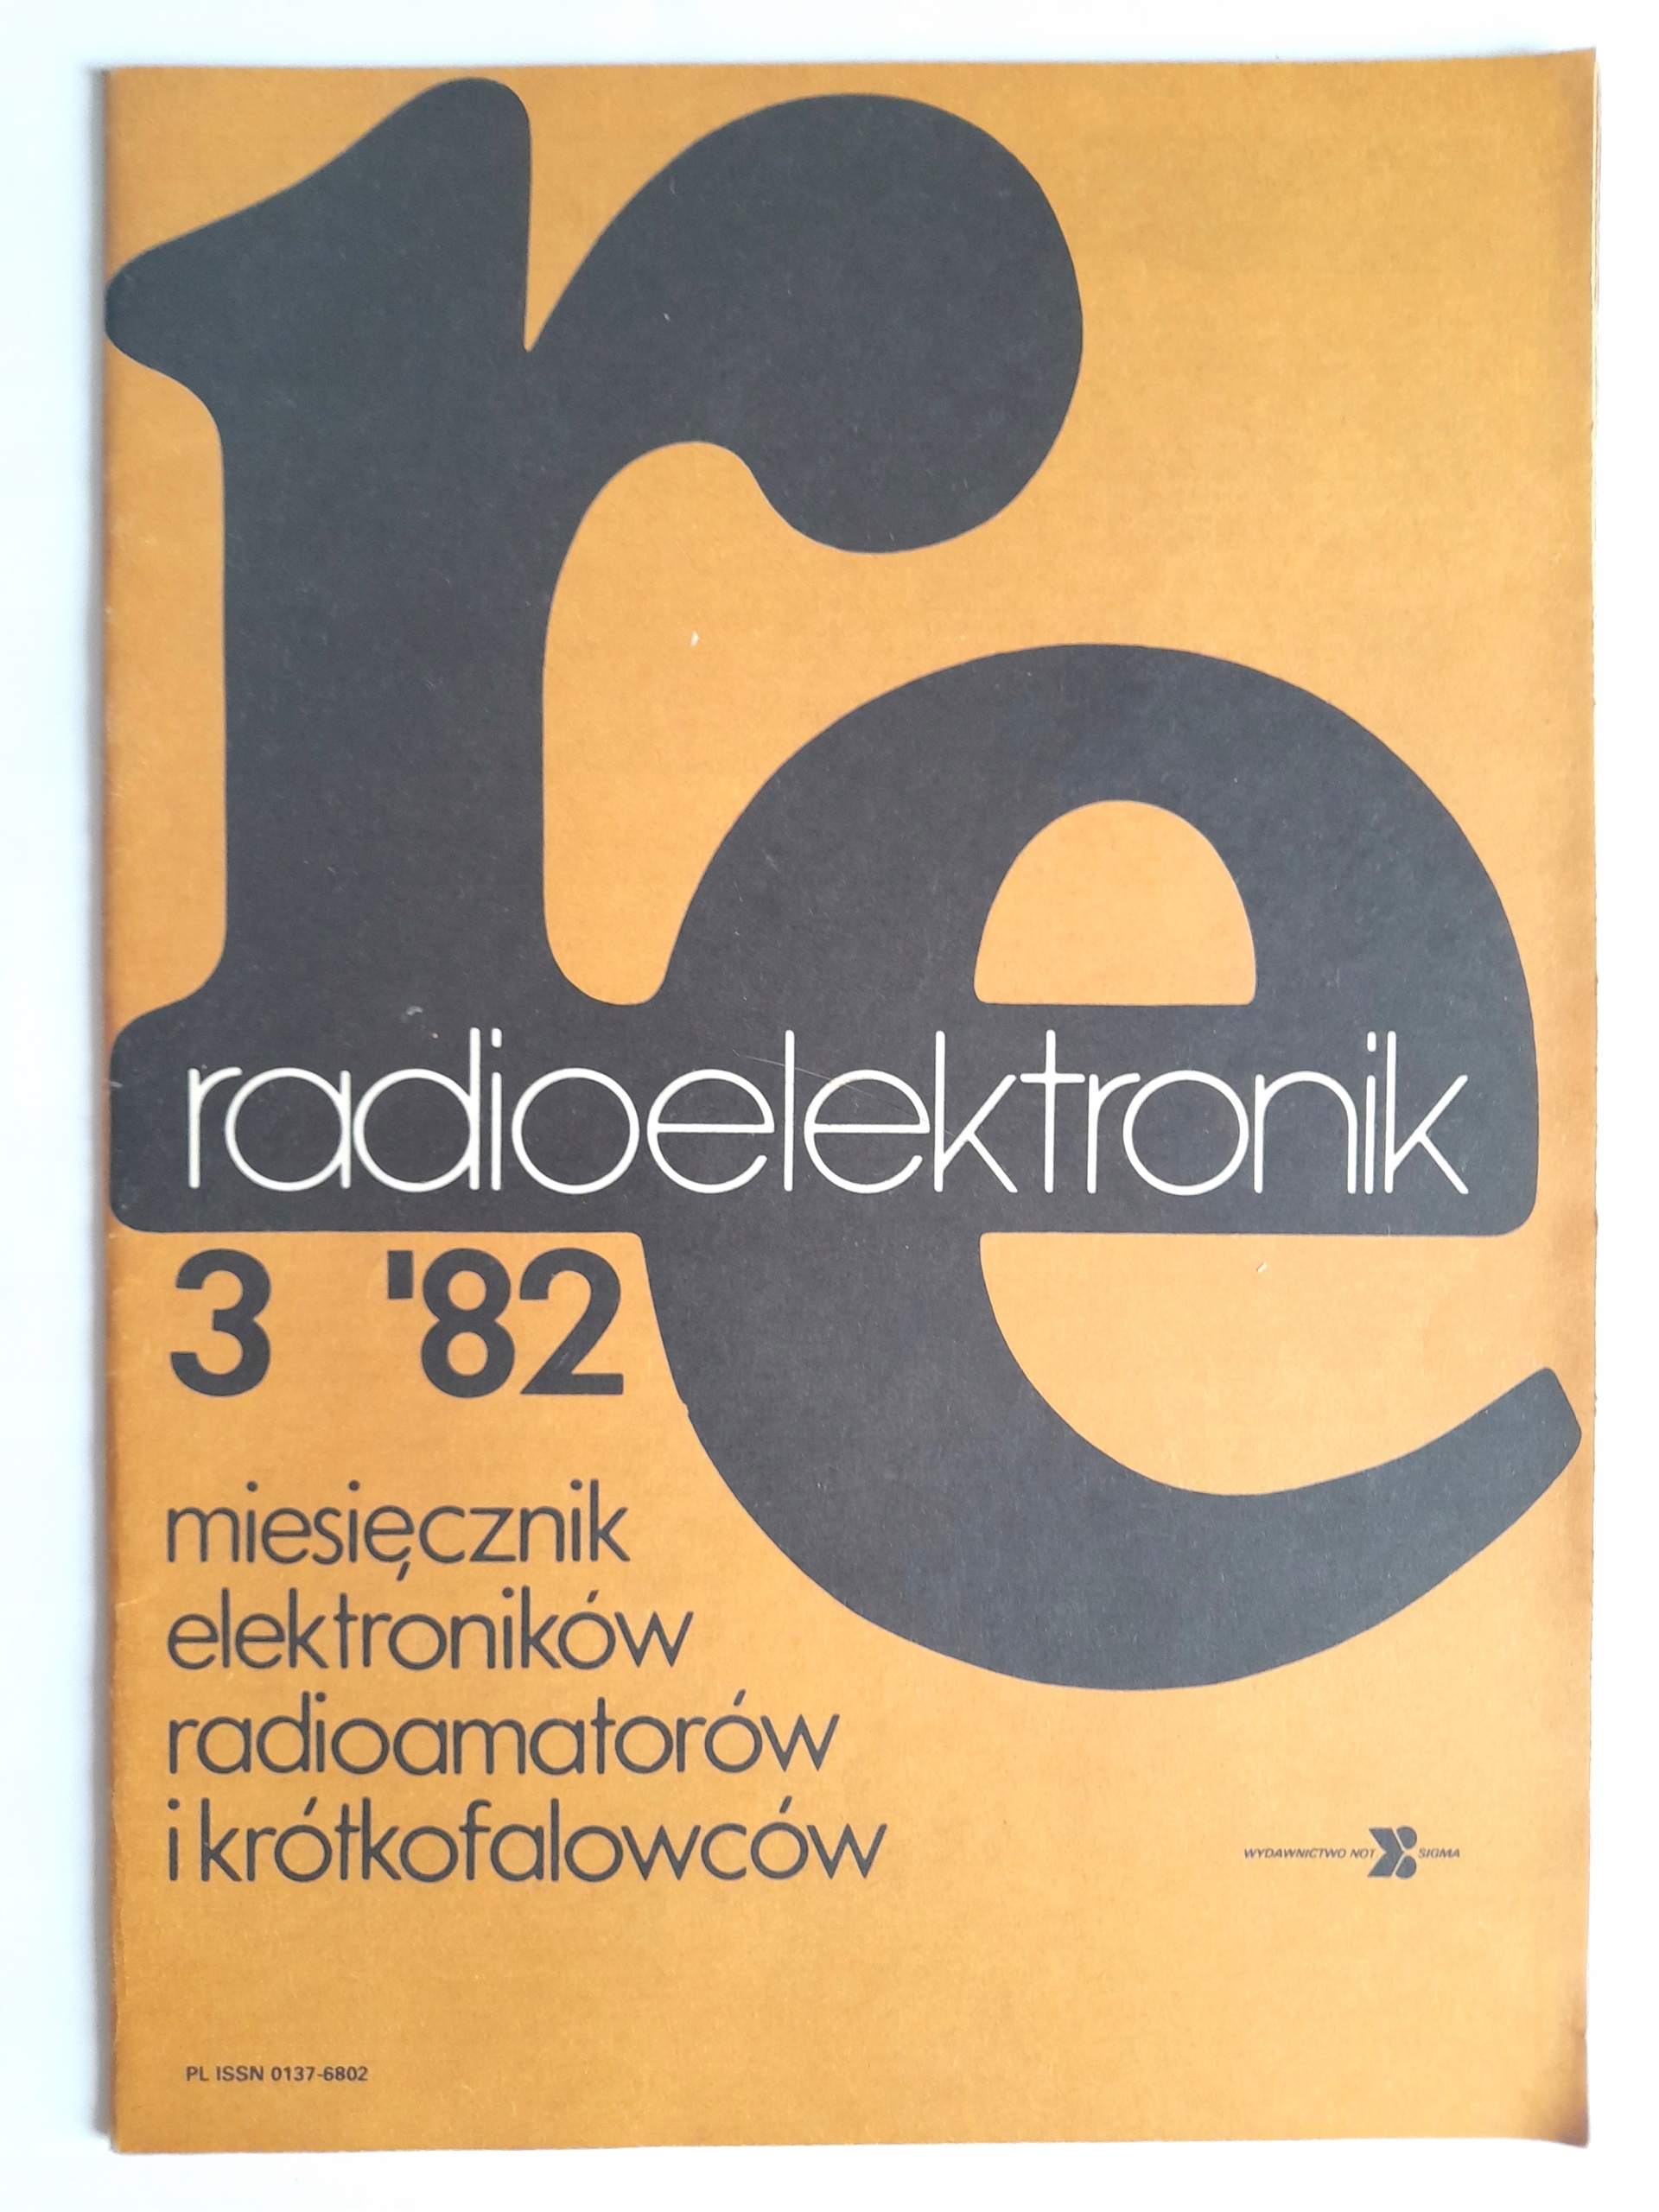 re
radioelektronik
3 '82
miesięcznik
elektroników
radioamatorów
i krótkofalowców
WYDAWNICTWO NOT SIGMA
PL ISSN 0137-6802